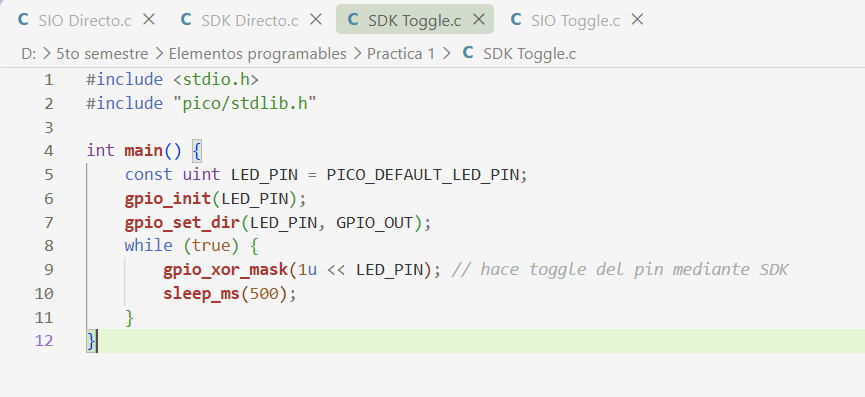 C SIO Directo.c × C SDK Directo.c × C SDK Toggle.c × C SIO Toggle.c ×
D: > 5to semestre > Elementos programables > Practica 1 > C SDK Toggle.c
1 #include <stdio.h>
2 #include "pico/stdlib.h"
3
4 int main() {
5 const uint LED_PIN = PICO_DEFAULT_LED_PIN;
6 gpio_init(LED_PIN);
7 gpio_set_dir(LED_PIN, GPIO_OUT);
8 while (true) {
9 gpio_xor_mask(1u << LED_PIN); // hace toggle del pin mediante SDK
10 sleep_ms(500);
11 }
12 }